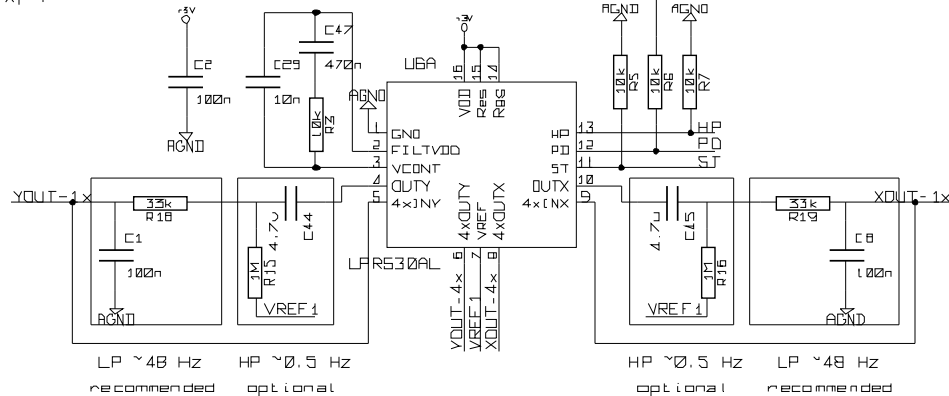 +3V
C2
100n
AGND
C29
10n
C47
470n
10k
R3
AGND
U6A
+3V
16
15
14
VDD
Res
Res
1
GND
2
FILTVDD
3
VCONT
4
OUTY
5
4xINY
HP
13
PD
12
ST
11
OUTX
10
4xINX
9
4xOUTY
VREF
4xOUTX
6
7
8
LPR530AL
YOUT-4x
VREF1
XOUT-4x
AGND
AGND
10k
R5
10k
R6
10k
R7
HP
PD
ST
YOUT-1x
33k
R18
C1
100n
AGND
4.7u
C44
1M
R15
VREF1
4.7u
C45
1M
R16
VREF1
33k
R19
C8
100n
AGND
XOUT-1x
LP ~48 Hz
recommended
HP ~0.5 Hz
optional
HP ~0.5 Hz
optional
LP ~48 Hz
recommended